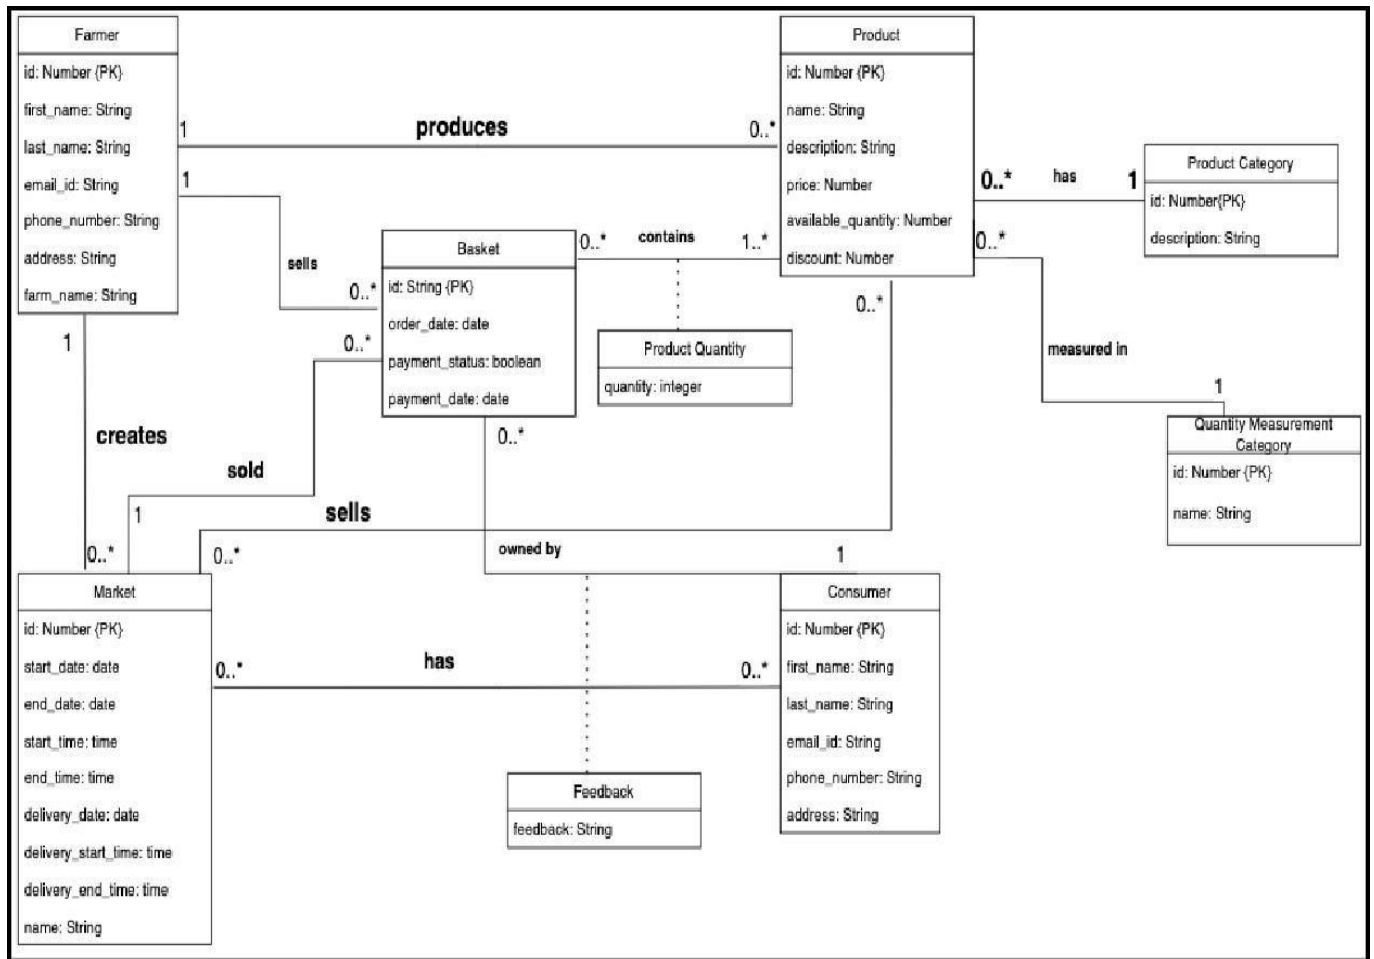 Farmer
id: Number {PK}
first_name: String
last_name: String
email_id: String
phone_number: String
address: String
farm_name: String
Product
id: Number {PK}
name: String
description: String
price: Number
available_quantity: Number
discount: Number
Product Category
id: Number{PK}
description: String
1
produces
0..*
1
sells
0..*
0..*
has
1
0..*
contains
1..*
0..*
measured in
1
Basket
id: String {PK}
order_date: date
payment_status: boolean
payment_date: date
Product Quantity
quantity: integer
Quantity Measurement
Category
id: Number {PK}
name: String
1
creates
0..*
0..*
sold
1
0..*
sells
0..*
0..*
owned by
1
Market
id: Number {PK}
start_date: date
end_date: date
start_time: time
end_time: time
delivery_date: date
delivery_start_time: time
delivery_end_time: time
name: String
0..*
has
0..*
Consumer
id: Number {PK}
first_name: String
last_name: String
email_id: String
phone_number: String
address: String
Feedback
feedback: String